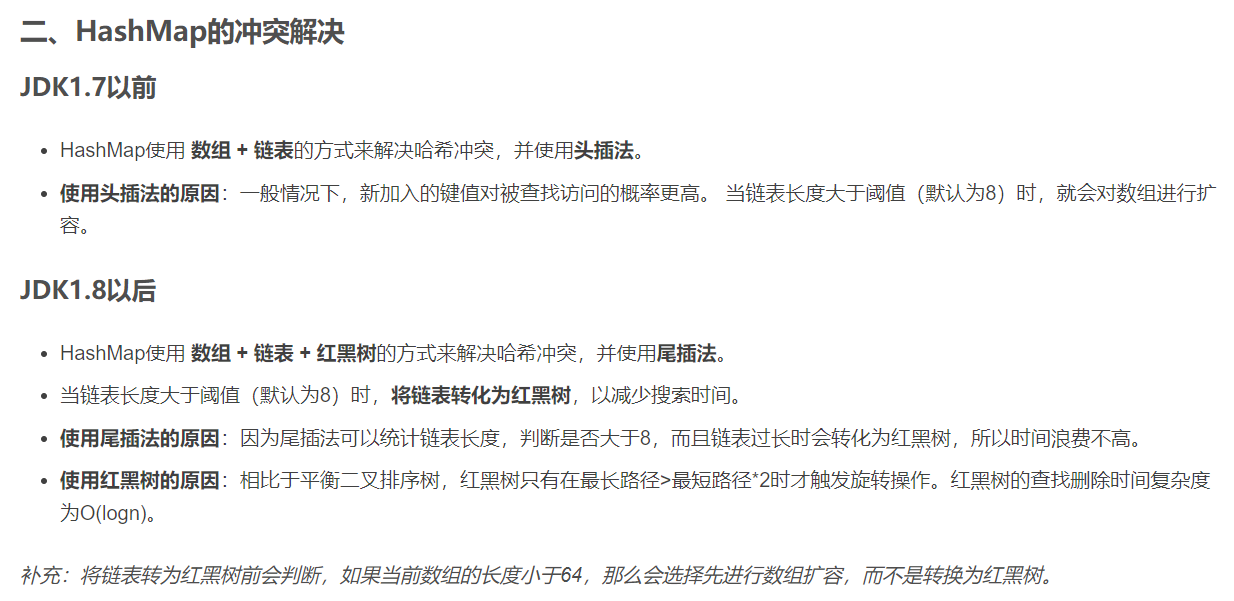 二、HashMap的冲突解决
JDK1.7以前
• HashMap使用 数组 + 链表的方式来解决哈希冲突，并使用头插法。
• 使用头插法的原因：一般情况下，新加入的键值对被查找访问的概率更高。 当链表长度大于阈值（默认为8）时，就会对数组进行扩
容。
JDK1.8以后
• HashMap使用 数组 + 链表 + 红黑树的方式来解决哈希冲突，并使用尾插法。
• 当链表长度大于阈值（默认为8）时，将链表转化为红黑树，以减少搜索时间。
• 使用尾插法的原因：因为尾插法可以统计链表长度，判断是否大于8，而且链表过长时会转化为红黑树，所以时间浪费不高。
• 使用红黑树的原因：相比于平衡二叉排序树，红黑树只有在最长路径>最短路径*2时才触发旋转操作。红黑树的查找删除时间复杂度
为O(logn)。
补充：将链表转为红黑树前会判断，如果当前数组的长度小于64，那么会选择先进行数组扩容，而不是转换为红黑树。